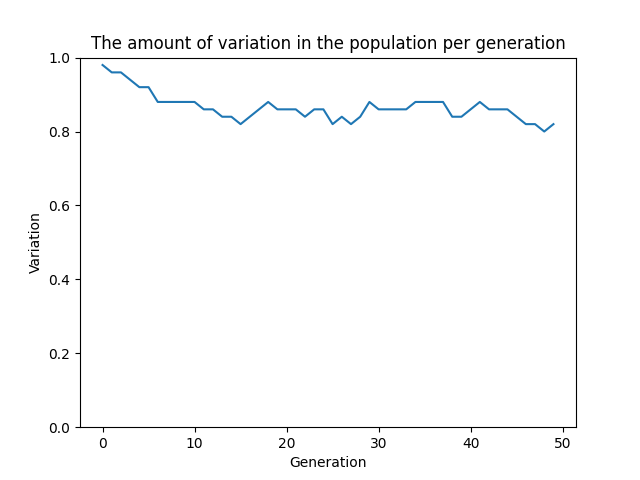 The amount of variation in the population per generation
1.0
0.8
0.6
0.4
0.2
0.0
Variation
0 10 20 30 40 50
Generation